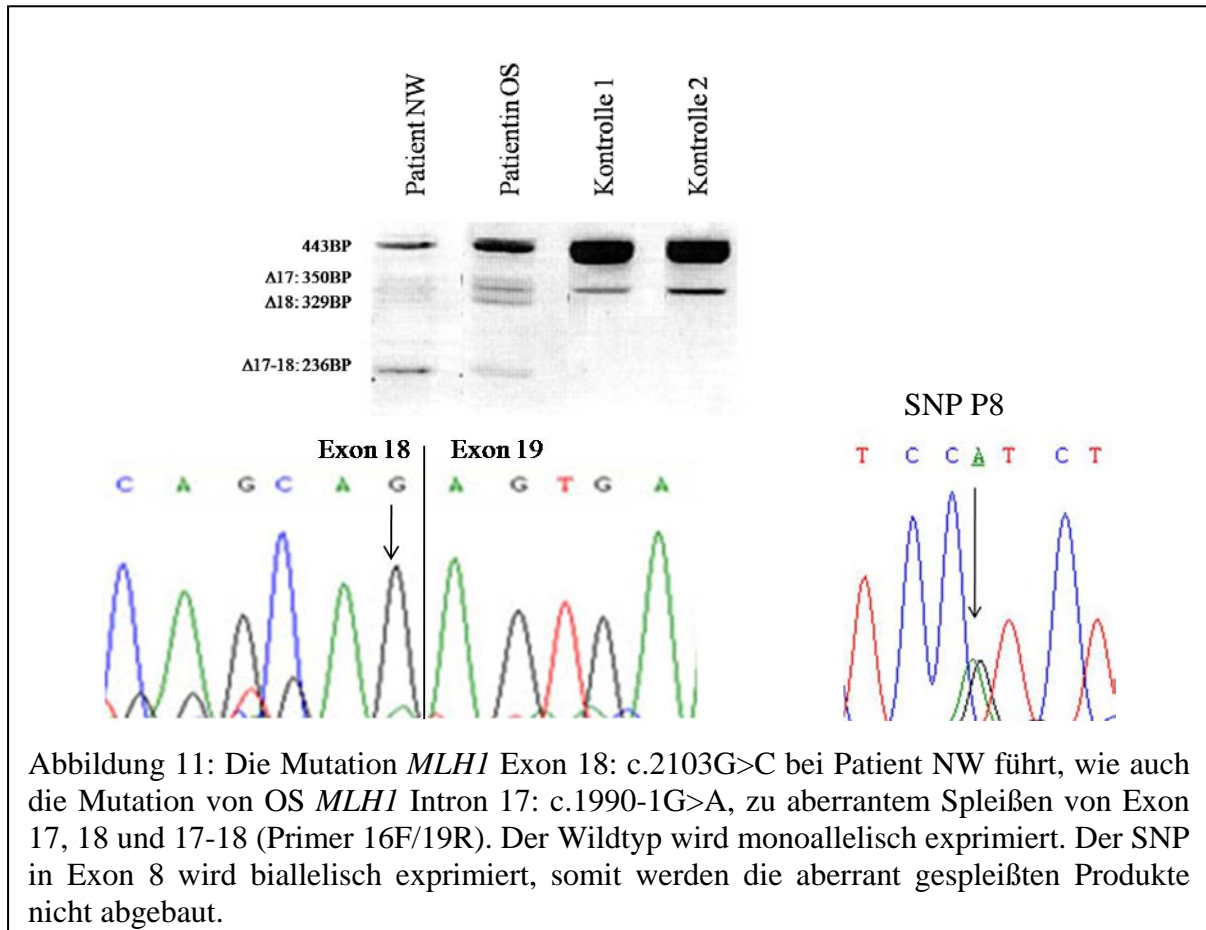 Patient NW
Patientin OS
Kontrolle 1
Kontrolle 2
443BP
Δ17: 350BP
Δ18: 329BP
Δ17-18: 236BP
Exon 18 Exon 19
C A G C A G A G T G A
SNP P8
T C C A T C T
Abbildung 11: Die Mutation MLH1 Exon 18: c.2103G>C bei Patient NW führt, wie auch
die Mutation von OS MLH1 Intron 17: c.1990-1G>A, zu aberrantem Spleißen von Exon
17, 18 und 17-18 (Primer 16F/19R). Der Wildtyp wird monoallelisch exprimiert. Der SNP
in Exon 8 wird biallelisch exprimiert, somit werden die aberrant gespleißten Produkte
nicht abgebaut.